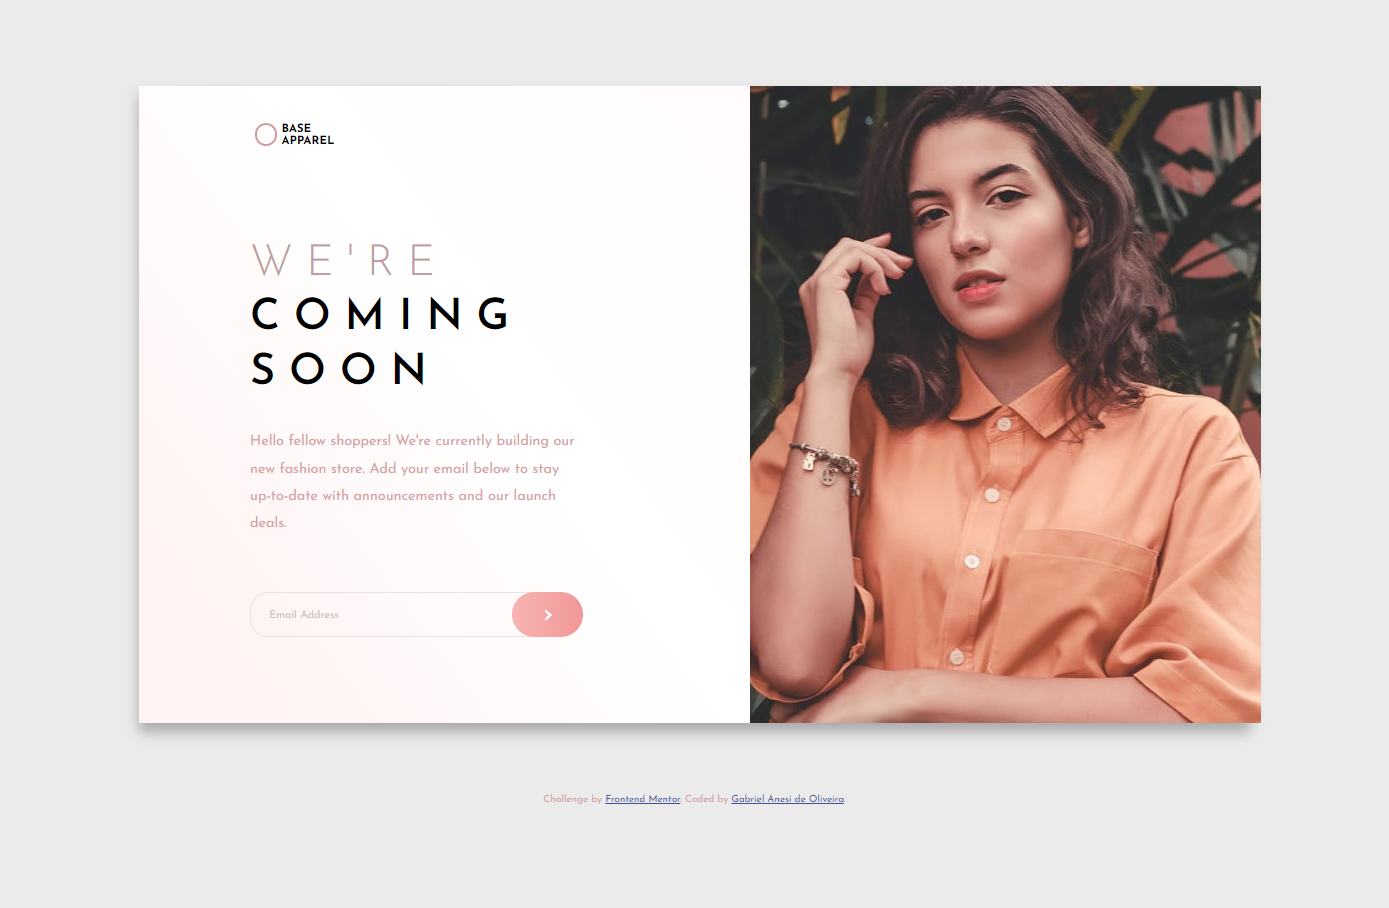 BASE
APPAREL
WE'RE
COMING
SOON
Hello fellow shoppers! We're currently building our
new fashion store. Add your email below to stay
up-to-date with announcements and our launch
deals.
Email Address
Challenge by Frontend Mentor. Coded by Gabriel Anesi de Oliveira.